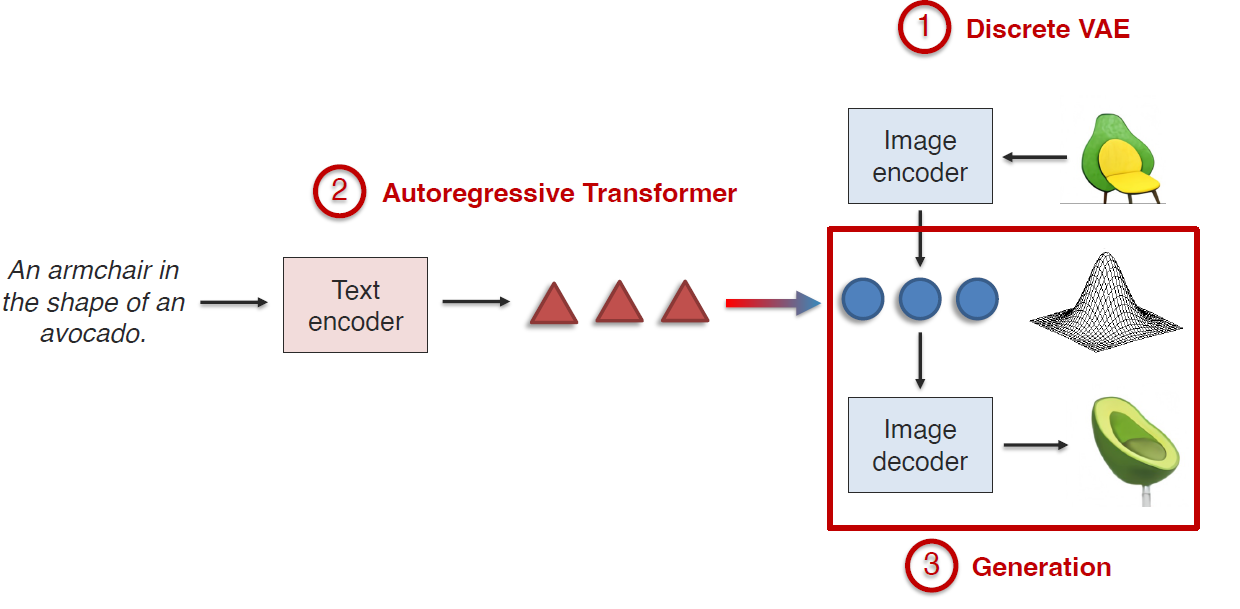 1 Discrete VAE
Image
encoder
2 Autoregressive Transformer
An armchair in
the shape of an
avocado.
Text
encoder
Image
decoder
3 Generation